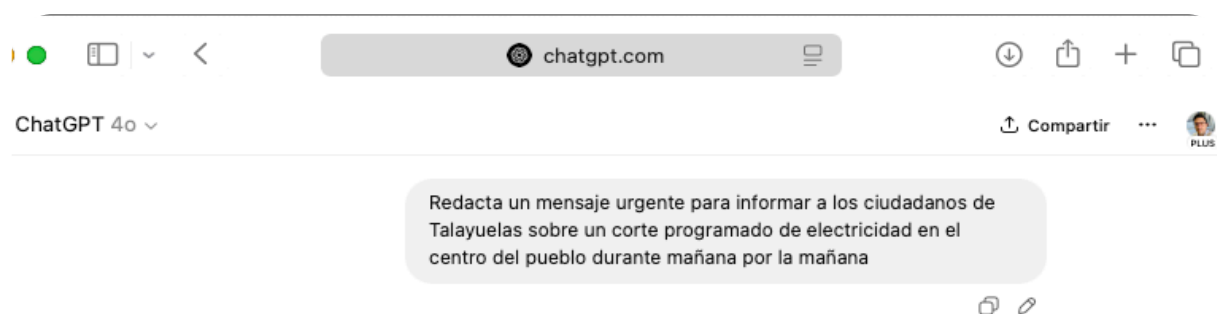 chatgpt.com
ChatGPT 4o
Compartir
PLUS
Redacta un mensaje urgente para informar a los ciudadanos de
Talayuelas sobre un corte programado de electricidad en el
centro del pueblo durante mañana por la mañana